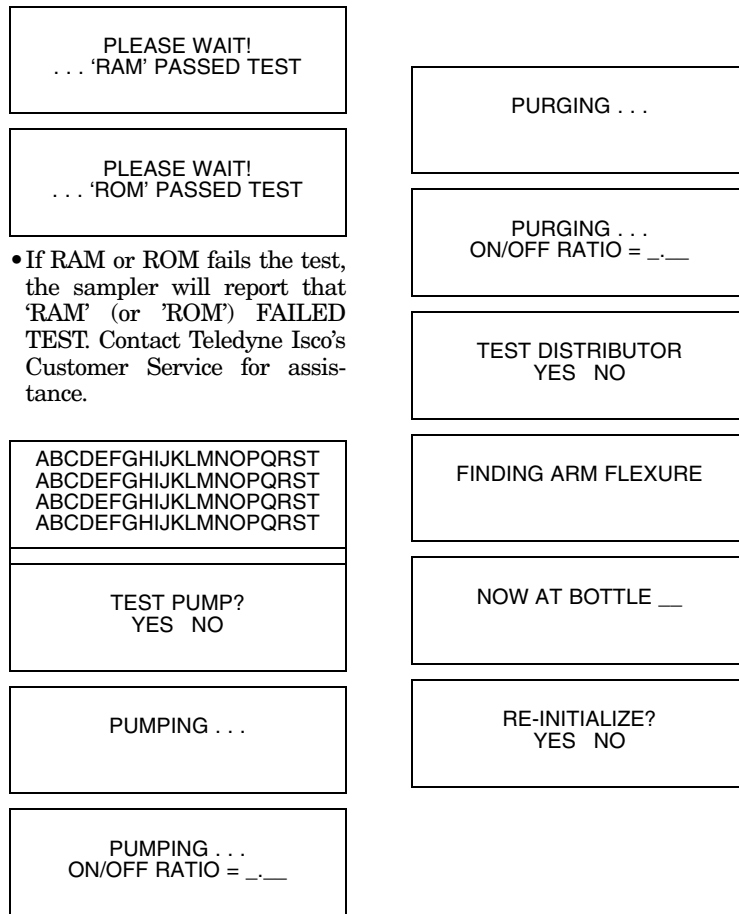 PLEASE WAIT!
. . . ‘RAM’ PASSED TEST
PLEASE WAIT!
. . . ‘ROM’ PASSED TEST
• If RAM or ROM fails the test,
the sampler will report that
‘RAM’ (or ’ROM’) FAILED
TEST. Contact Teledyne Isco’s
Customer Service for assis-
tance.
ABCDEFGHIJKLMNOPQRST
ABCDEFGHIJKLMNOPQRST
ABCDEFGHIJKLMNOPQRST
ABCDEFGHIJKLMNOPQRST
TEST PUMP?
YES NO
PUMPING . . .
PUMPING . . .
ON/OFF RATIO = _.__
PURGING . . .
PURGING . . .
ON/OFF RATIO = _.__
TEST DISTRIBUTOR
YES NO
FINDING ARM FLEXURE
NOW AT BOTTLE __
RE-INITIALIZE?
YES NO